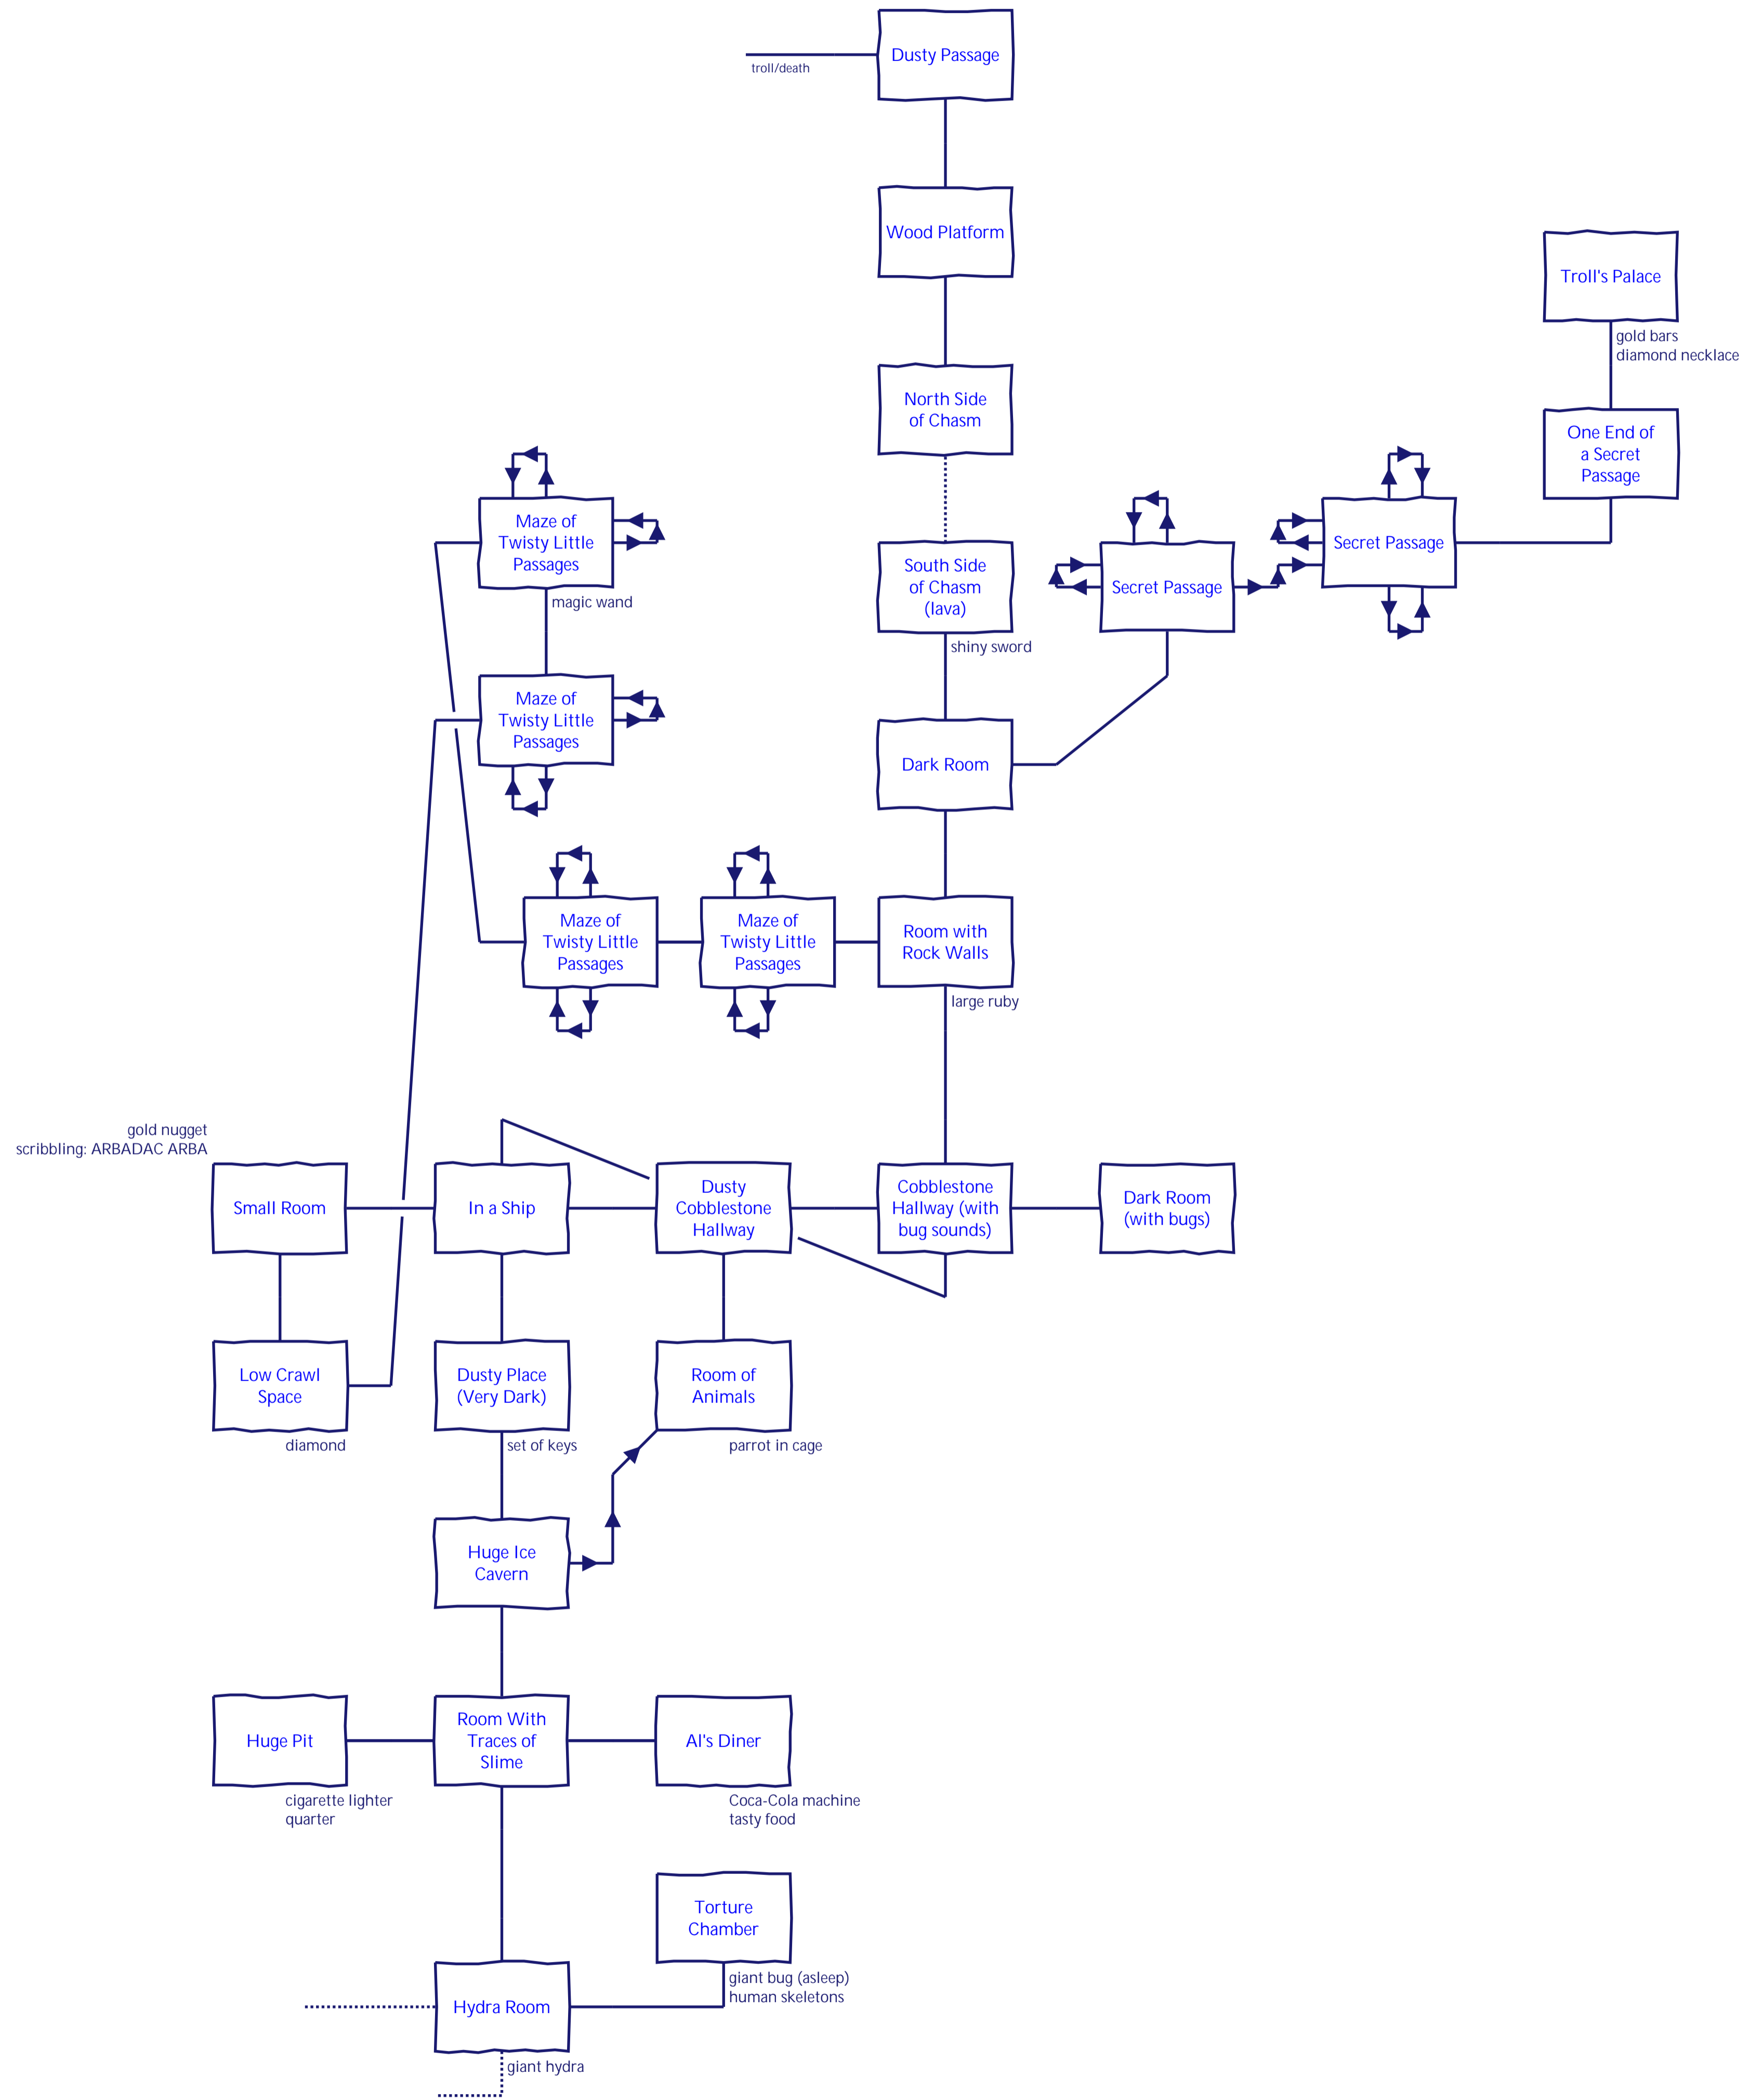 Dusty Passage
troll/death
Wood Platform
Troll's Palace
gold bars
diamond necklace
North Side
of Chasm
One End of
a Secret
Passage
Maze of
Twisty Little
Passages
magic wand
South Side
of Chasm
(lava)
shiny sword
Secret Passage
Secret Passage
Maze of
Twisty Little
Passages
Dark Room
Maze of
Twisty Little
Passages
Maze of
Twisty Little
Passages
Room with
Rock Walls
large ruby
gold nugget
scribbling: ARBADAC ARBA
Small Room
In a Ship
Dusty
Cobblestone
Hallway
Cobblestone
Hallway (with
bug sounds)
Dark Room
(with bugs)
Low Crawl
Space
diamond
Dusty Place
(Very Dark)
set of keys
Room of
Animals
parrot in cage
Huge Ice
Cavern
Huge Pit
cigarette lighter
quarter
Room With
Traces of
Slime
Al's Diner
Coca-Cola machine
tasty food
Torture
Chamber
giant bug (asleep)
human skeletons
Hydra Room
giant hydra